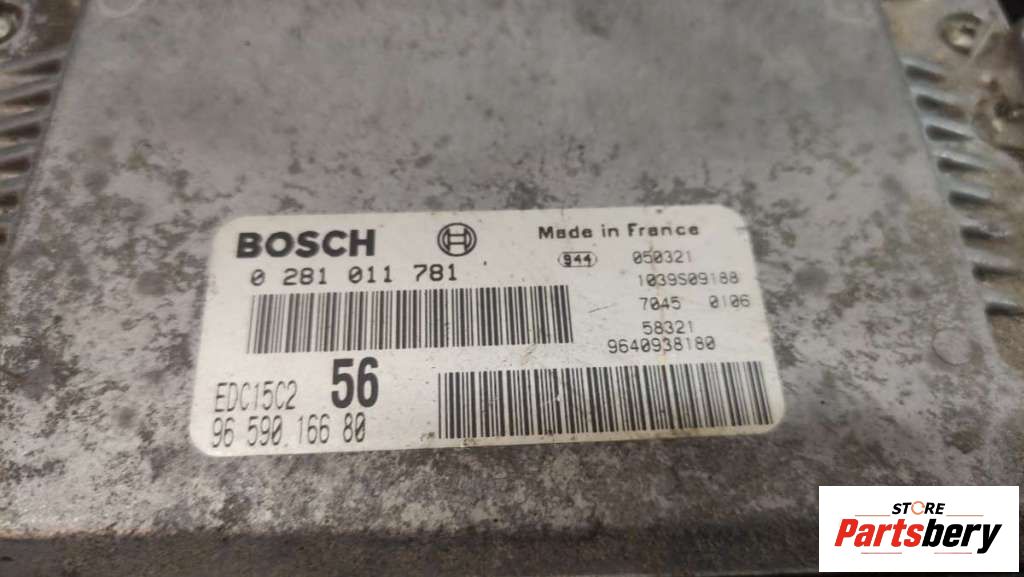 BOSCH
Made in France
0 281 011 781
944
050321
1039S09188
7045 0106
58321
9640938180
EDC15C2
56
96 590 166 80
STORE
Partsbery